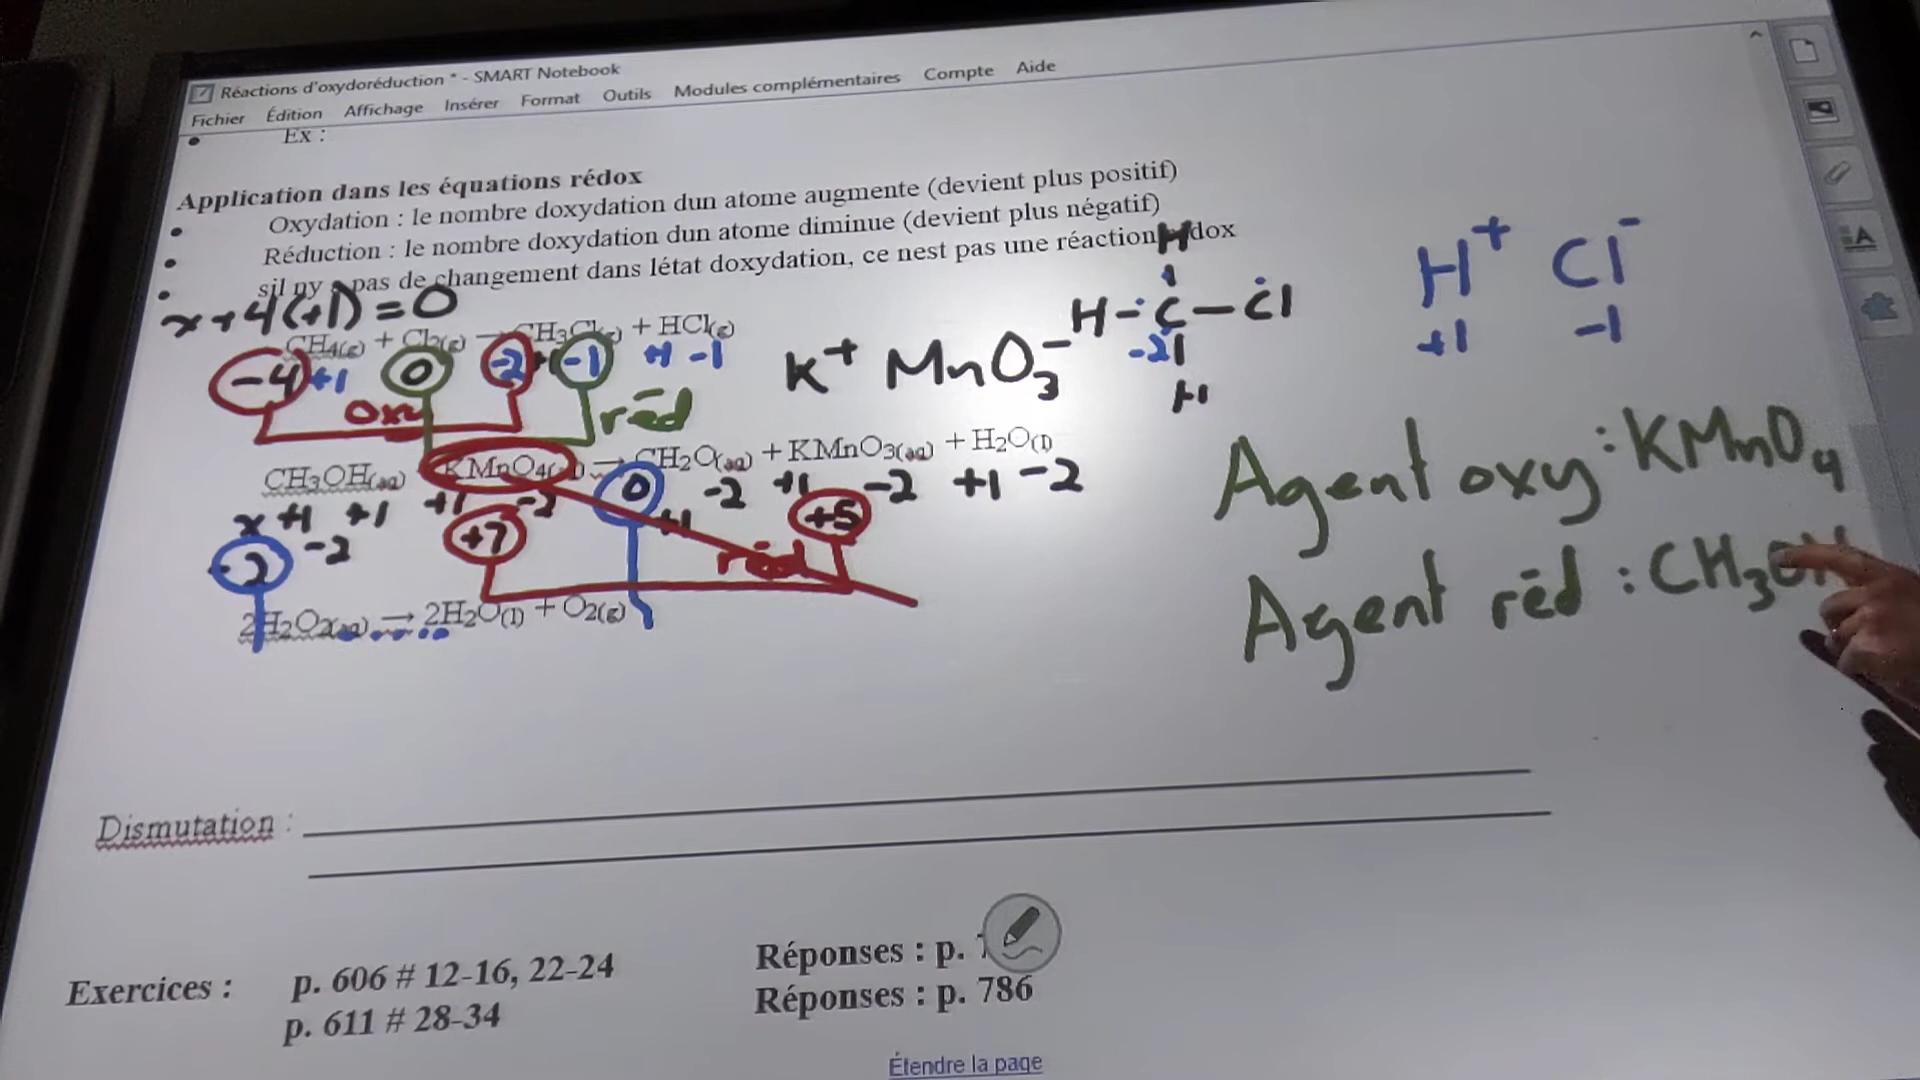 Réactions d'oxydoréduction * - SMART Notebook
Fichier Édition Affichage Insérer Format Outils Modules complémentaires Compte Aide
Ex :
Application dans les équations rédox
Oxydation : le nombre doxydation dun atome augmente (devient plus positif)
Réduction : le nombre doxydation dun atome diminue (devient plus négatif)
sil ny pas de changement dans létat doxydation, ce nest pas une réaction dox
x+4(+1)=0
CH4(g) + Cl2(g) → CH3Cl(g) + HCl(g)
-4 +1 0 -2 +1 -1 +1 -1
oxy réd
K+ MnO3-
H
H-C-Cl
-2
H
H+ Cl-
+1 -1
CH3OH(aq) KMnO4 → CH2O(aq) + KMnO3(aq) + H2O(l)
x +1 +1 +1 -2 0 -2 +1 -2 +1 -2
-2 -2 +7 +1 +5
réd
2H2O2(aq) → 2H2O(l) + O2(g)
Agent oxy : KMnO4
Agent réd : CH3OH
Dismutation :
Exercices : p. 606 # 12-16, 22-24 Réponses : p.
p. 611 # 28-34 Réponses : p. 786
Étendre la page